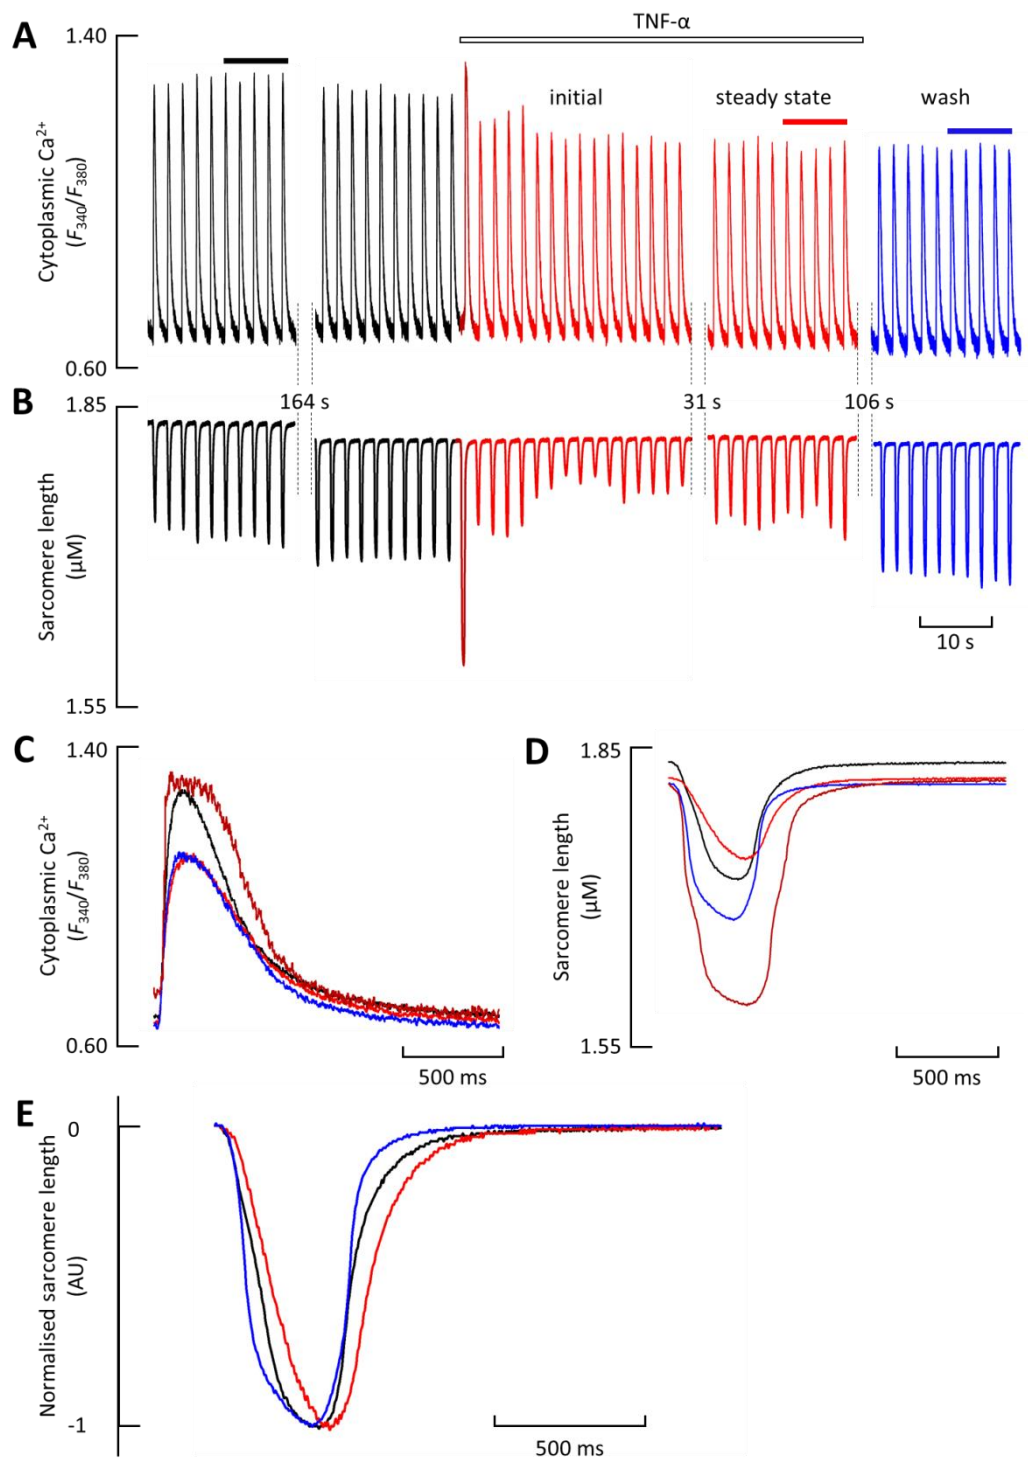 TNF-α
A
1.40
initial
steady state
wash
Cytoplasmic Ca²⁺
(F₃₄₀/F₃₈₀)
0.60
B
1.85
164 s
31 s
106 s
Sarcomere length
(µM)
10 s
1.55
C
1.40
Cytoplasmic Ca²⁺
(F₃₄₀/F₃₈₀)
0.60
500 ms
D
1.85
Sarcomere length
(µM)
1.55
500 ms
E
0
Normalised sarcomere length
(AU)
-1
500 ms